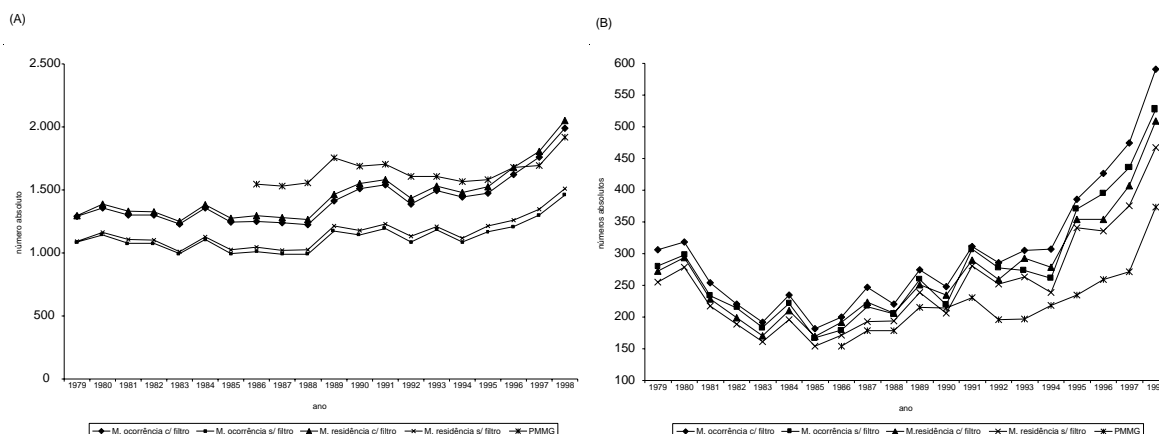 (A)
2.500
2.000
1.500
1.000
500
0
número absoluto
1979 1980 1981 1982 1983 1984 1985 1986 1987 1988 1989 1990 1991 1992 1993 1994 1995 1996 1997 1998
ano
M. ocorrência c/ filtro M. ocorrência s/ filtro M. residência c/ filtro M. residência s/ filtro PMMG
(B)
600
550
500
450
400
350
300
250
200
150
100
números absolutos
1979 1980 1981 1982 1983 1984 1985 1986 1987 1988 1989 1990 1991 1992 1993 1994 1995 1996 1997 199
ano
M. ocorrência c/ filtro M. ocorrência s/ filtro M.residência c/ filtro M. residência s/ filtro PMMG